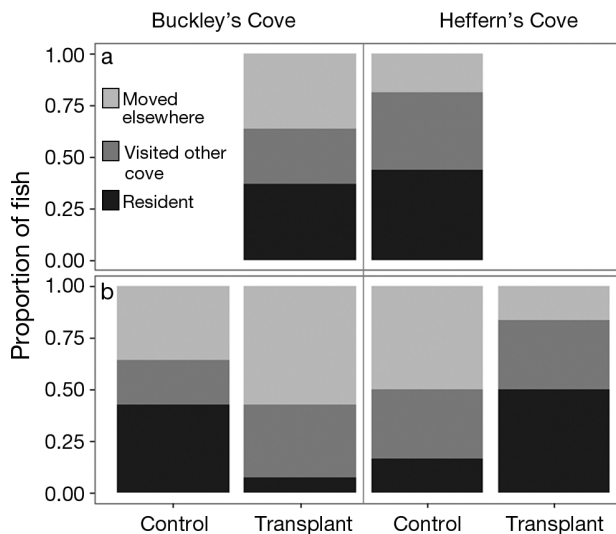 Buckley's Cove
Heffern's Cove
Proportion of fish
a
1.00
0.75
0.50
0.25
0.00
Moved
elsewhere
Visited other
cove
Resident
b
1.00
0.75
0.50
0.25
0.00
Control
Transplant
Control
Transplant